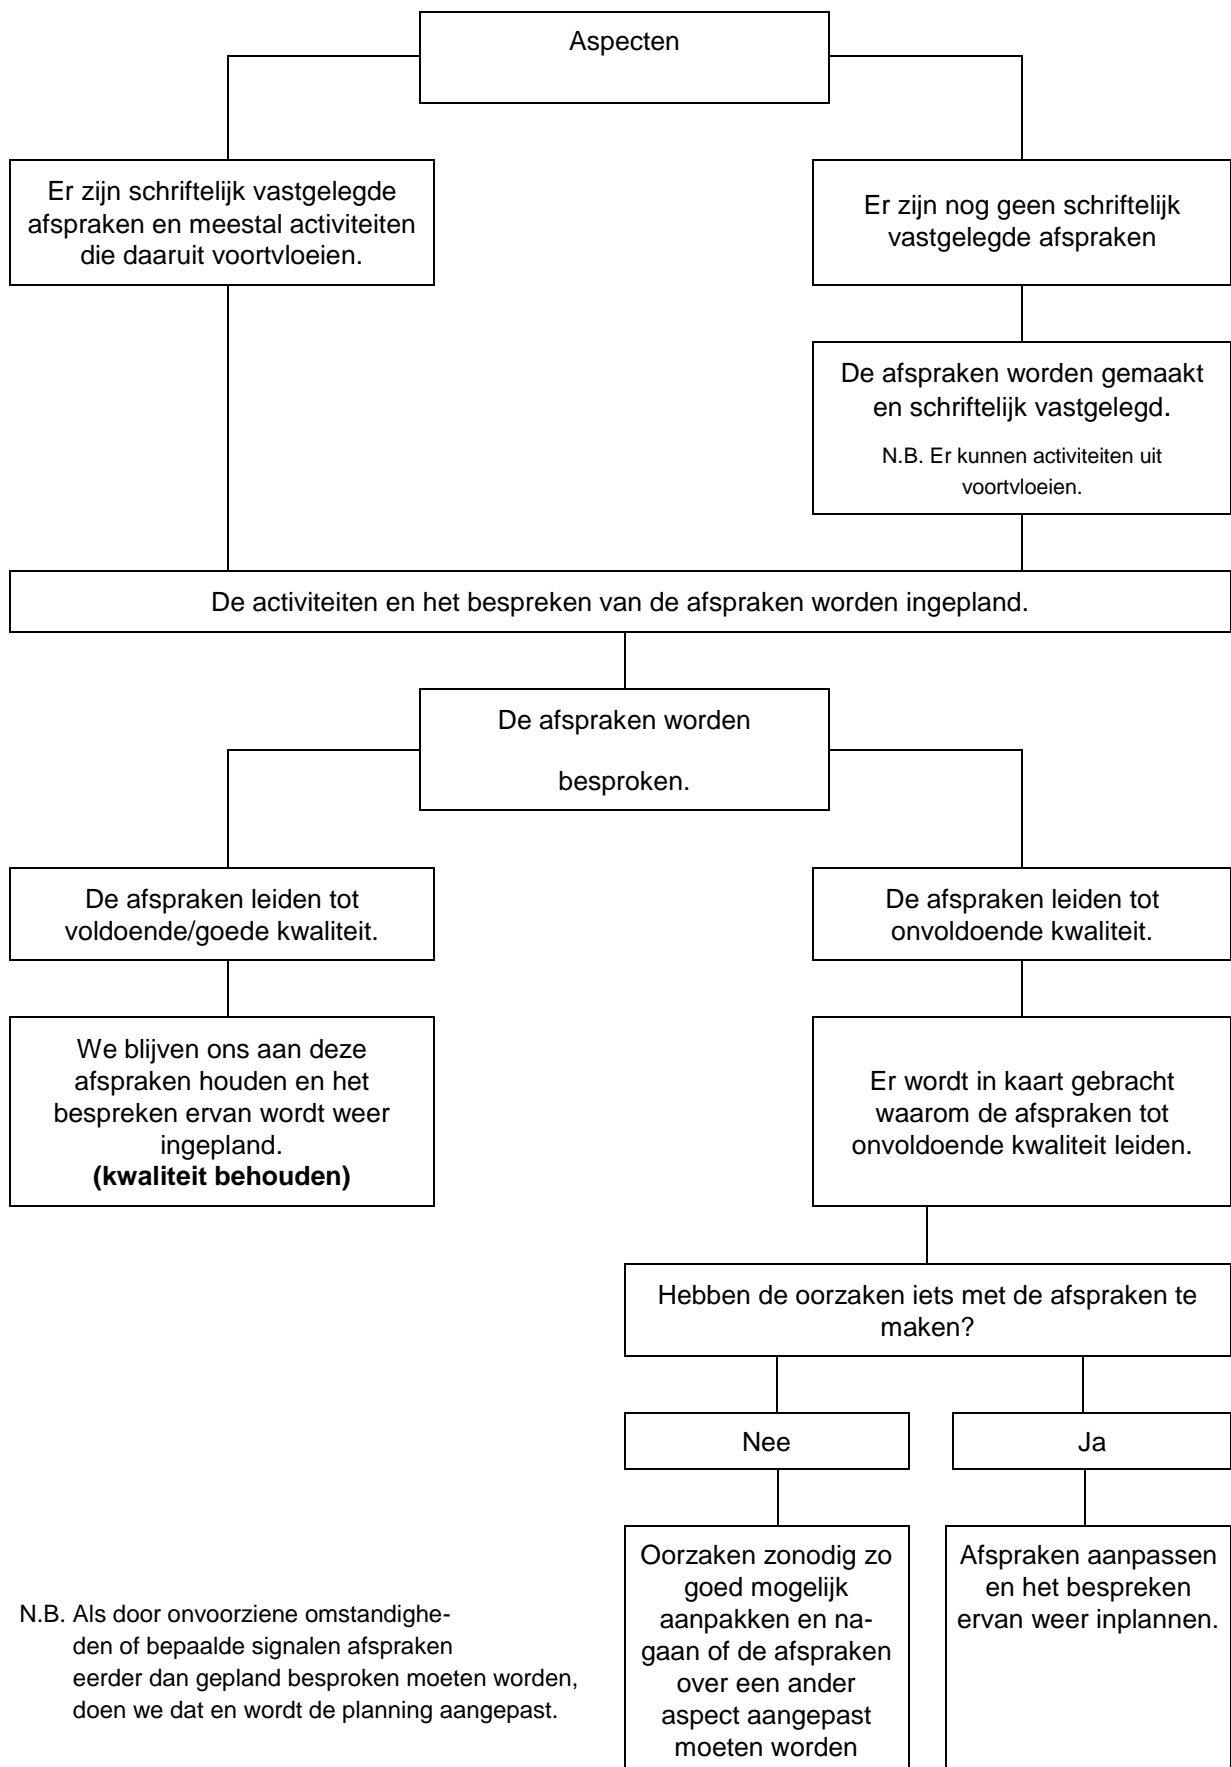 Aspecten
Er zijn schriftelijk vastgelegde
afspraken en meestal activiteiten
die daaruit voortvloeien.
Er zijn nog geen schriftelijk
vastgelegde afspraken
De afspraken worden gemaakt
en schriftelijk vastgelegd.
N.B. Er kunnen activiteiten uit
voortvloeien.
De activiteiten en het bespreken van de afspraken worden ingepland.
De afspraken worden
besproken.
De afspraken leiden tot
voldoende/goede kwaliteit.
De afspraken leiden tot
onvoldoende kwaliteit.
We blijven ons aan deze
afspraken houden en het
bespreken ervan wordt weer
ingepland.
(kwaliteit behouden)
Er wordt in kaart gebracht
waarom de afspraken tot
onvoldoende kwaliteit leiden.
Hebben de oorzaken iets met de afspraken te
maken?
Nee
Ja
Oorzaken zonodig zo
goed mogelijk
aanpakken en na-
gaan of de afspraken
over een ander
aspect aangepast
moeten worden
Afspraken aanpassen
en het bespreken
ervan weer inplannen.
N.B. Als door onvoorziene omstandighe-
den of bepaalde signalen afspraken
eerder dan gepland besproken moeten worden,
doen we dat en wordt de planning aangepast.